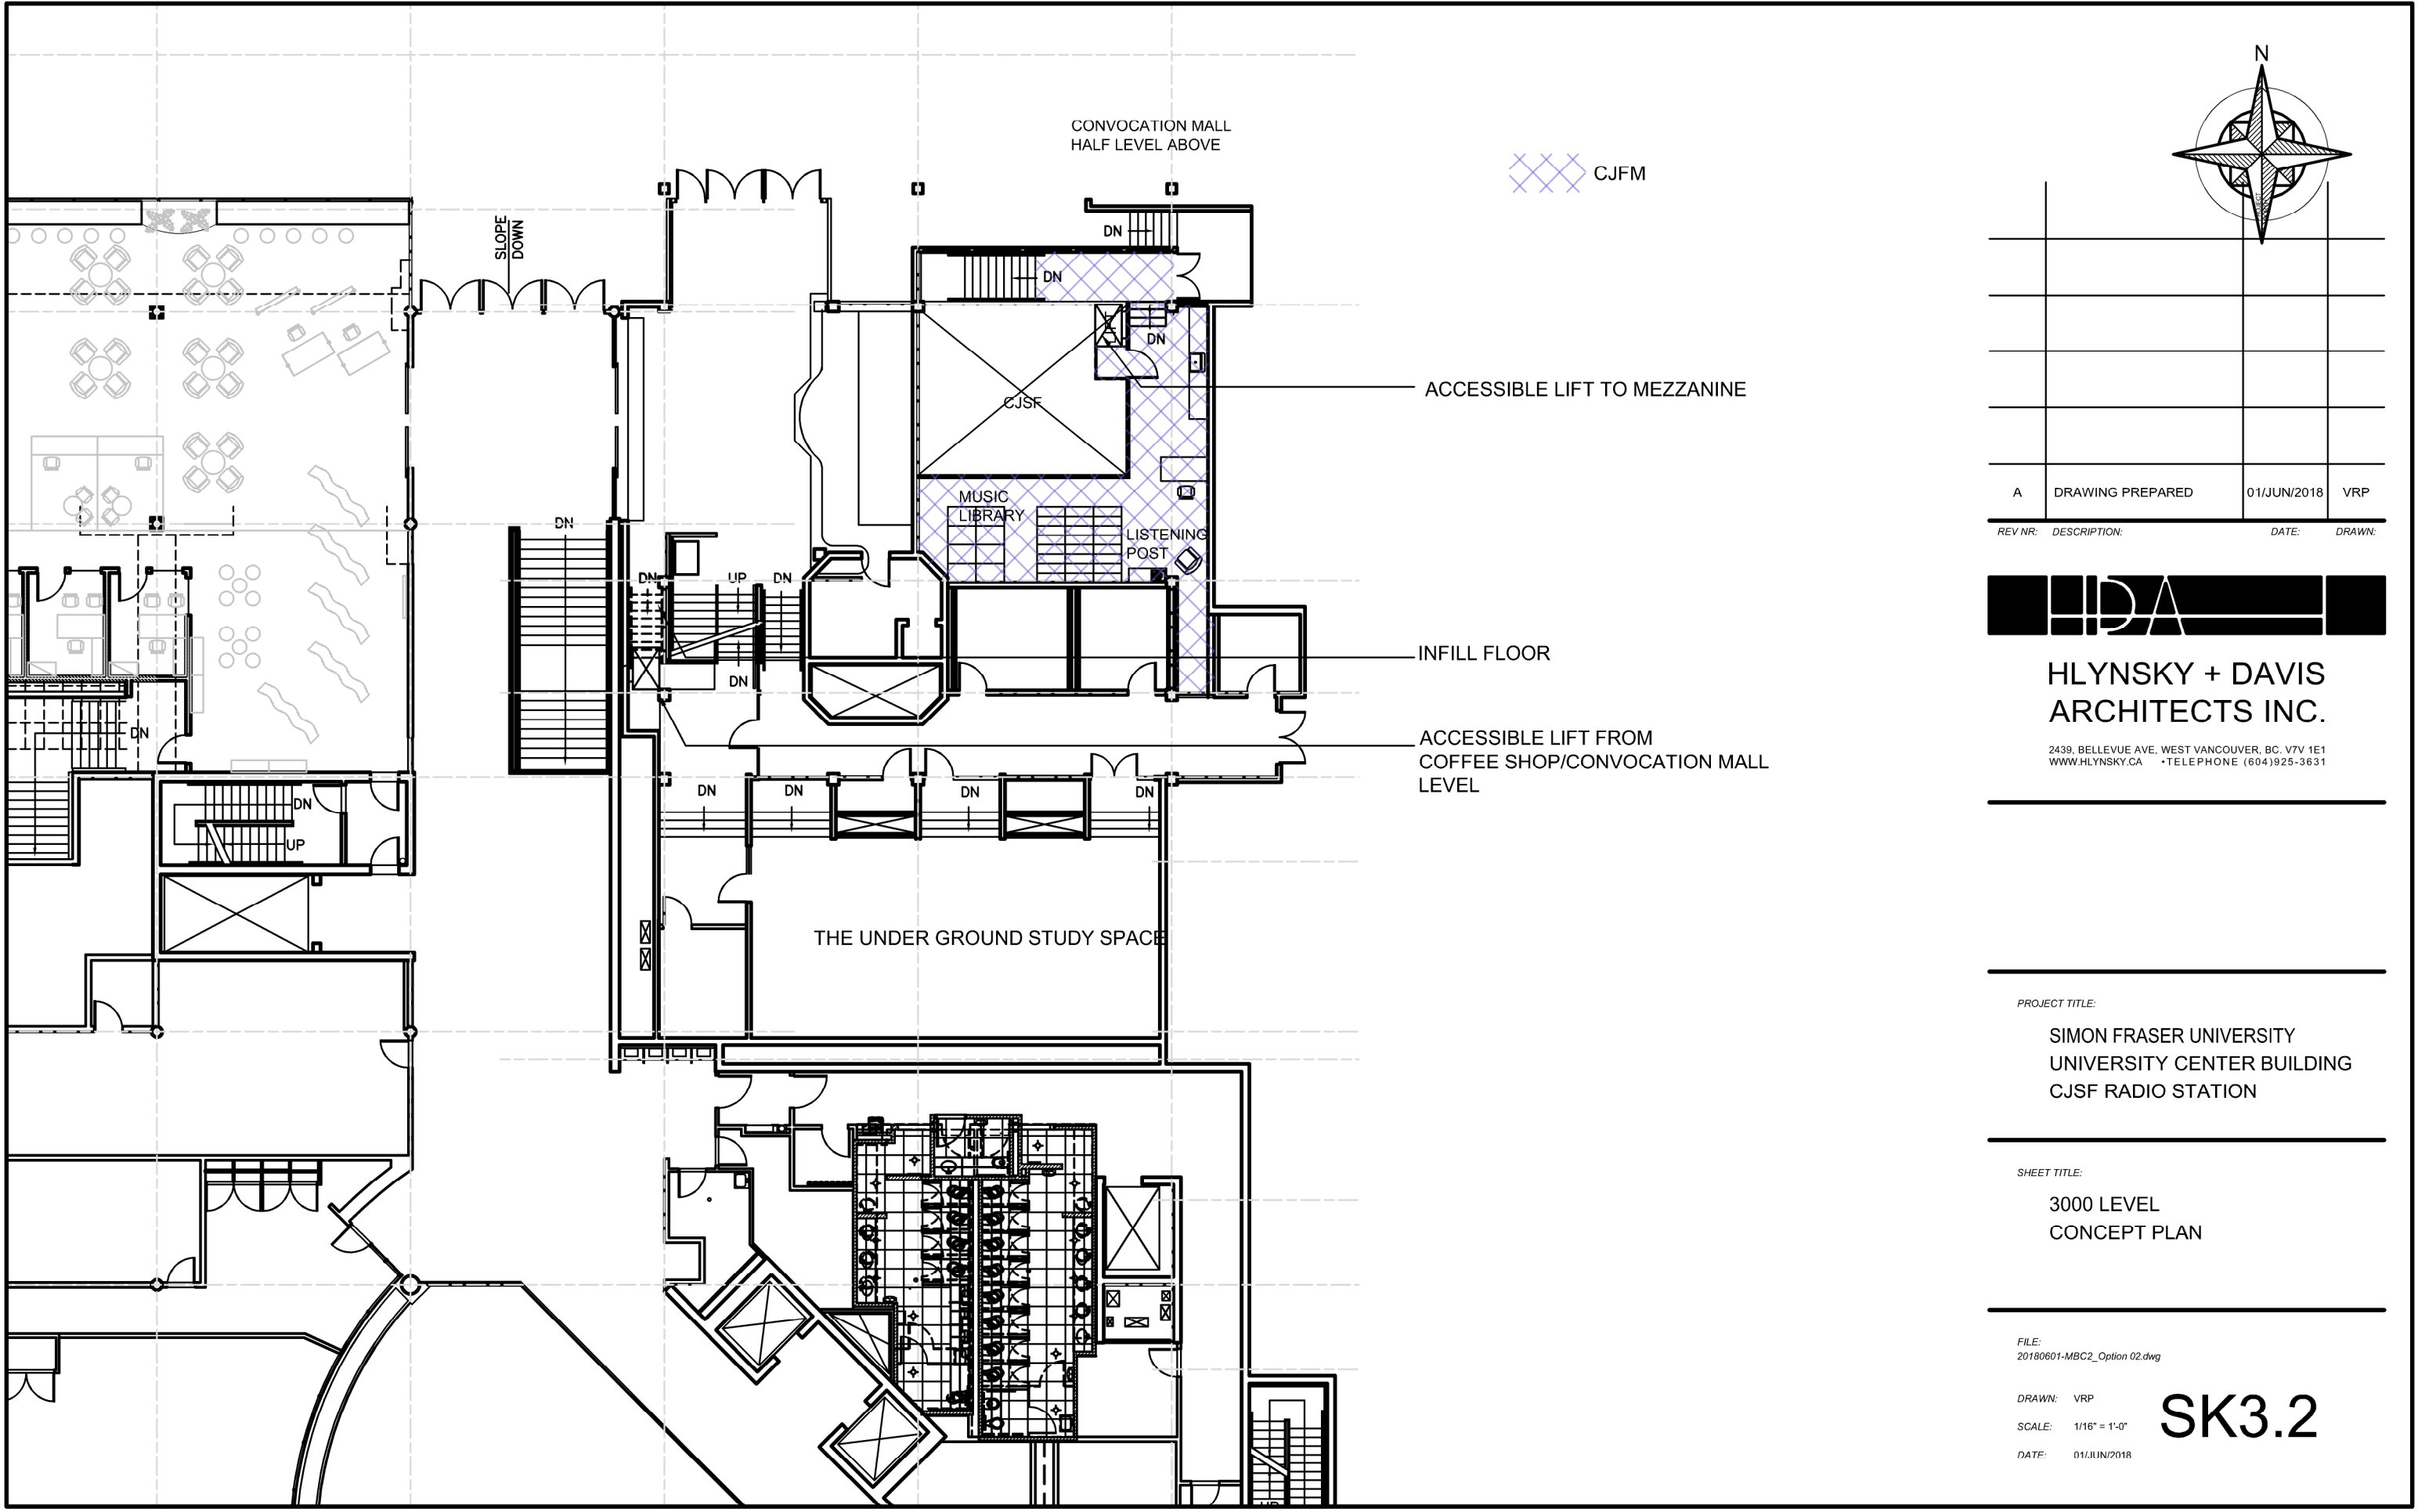 CONVOCATION MALL
HALF LEVEL ABOVE
CJFM
N
SLOPE
DOWN
DN
DN
DN
CJSF
ACCESSIBLE LIFT TO MEZZANINE
MUSIC
LIBRARY
LISTENING
POST
DN
DN
UP
DN
DN
INFILL FLOOR
ACCESSIBLE LIFT FROM
COFFEE SHOP/CONVOCATION MALL
LEVEL
DN
DN
DN
DN
DN
DN
UP
THE UNDER GROUND STUDY SPACE
UP
A DRAWING PREPARED 01/JUN/2018 VRP
REV NR: DESCRIPTION: DATE: DRAWN:
HDA
HLYNSKY + DAVIS
ARCHITECTS INC.
2439, BELLEVUE AVE, WEST VANCOUVER, BC. V7V 1E1
WWW.HLYNSKY.CA •TELEPHONE (604)925-3631
PROJECT TITLE:
SIMON FRASER UNIVERSITY
UNIVERSITY CENTER BUILDING
CJSF RADIO STATION
SHEET TITLE:
3000 LEVEL
CONCEPT PLAN
FILE:
20180601-MBC2_Option 02.dwg
DRAWN: VRP
SCALE: 1/16" = 1'-0"
SK3.2
DATE: 01/JUN/2018